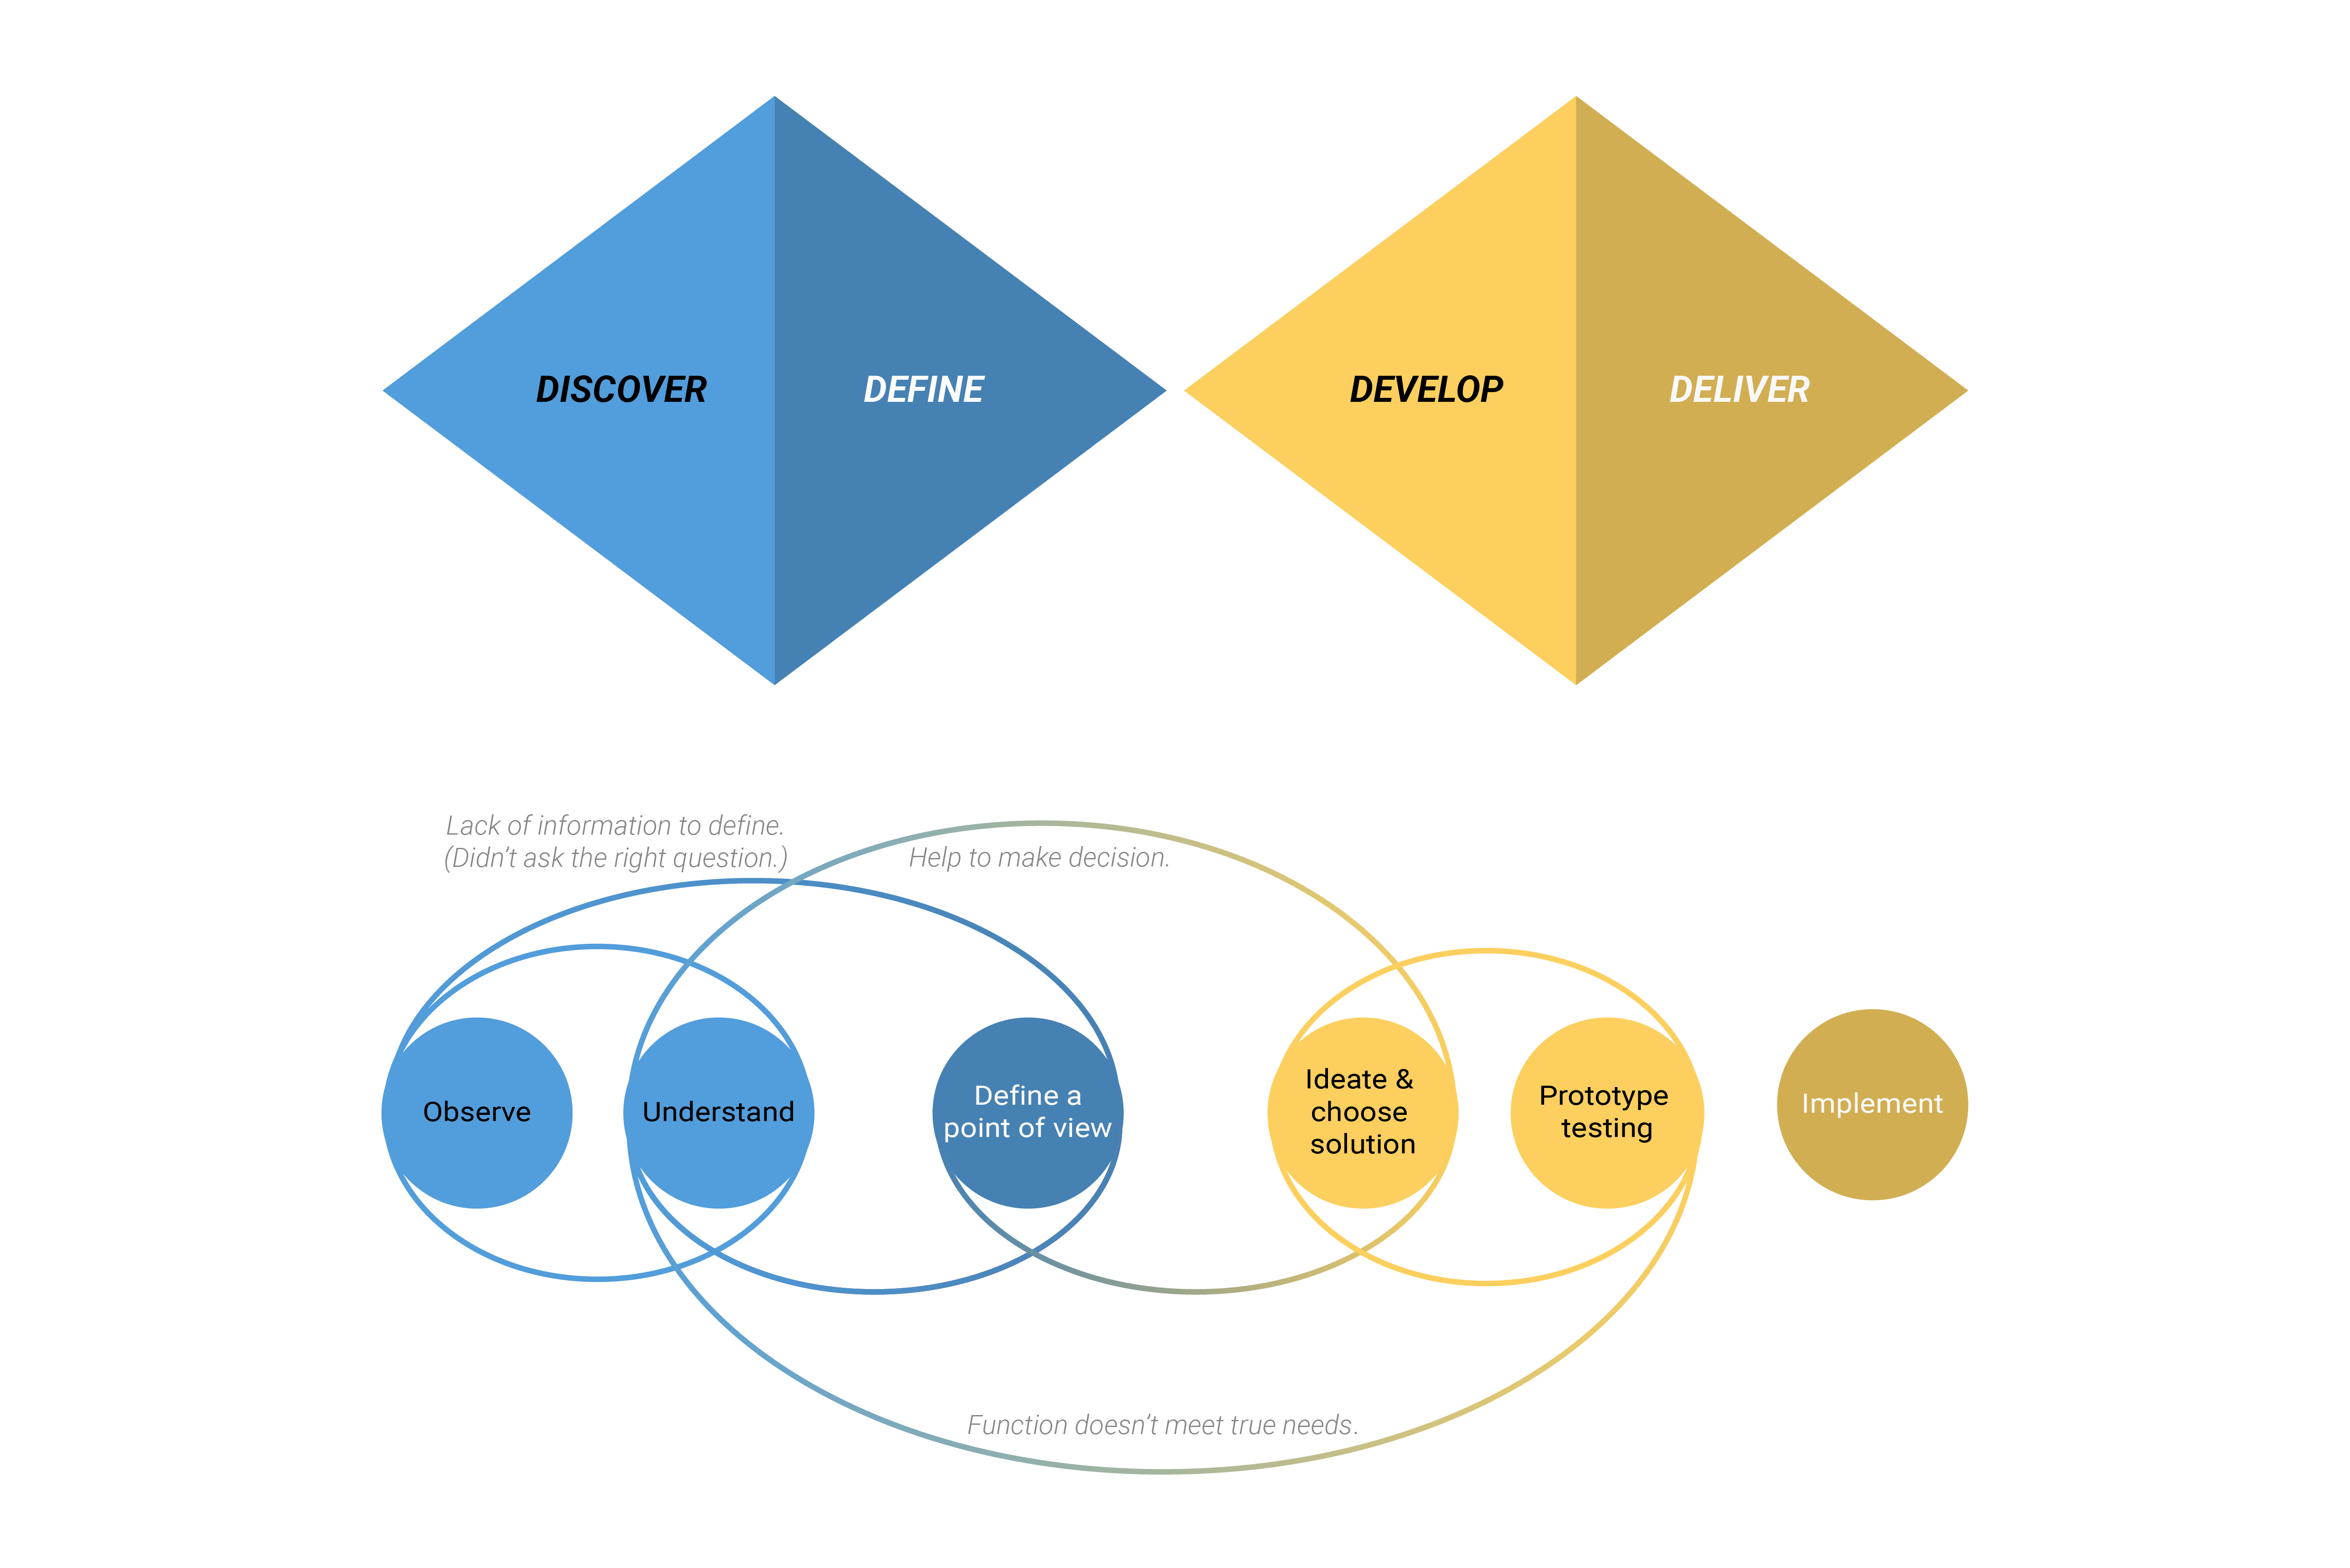 DISCOVER
DEFINE
DEVELOP
DELIVER
Lack of information to define.
(Didn’t ask the right question.)
Help to make decision.
Observe
Understand
Define a
point of view
Ideate &
choose
solution
Prototype
testing
Implement
Function doesn’t meet true needs.